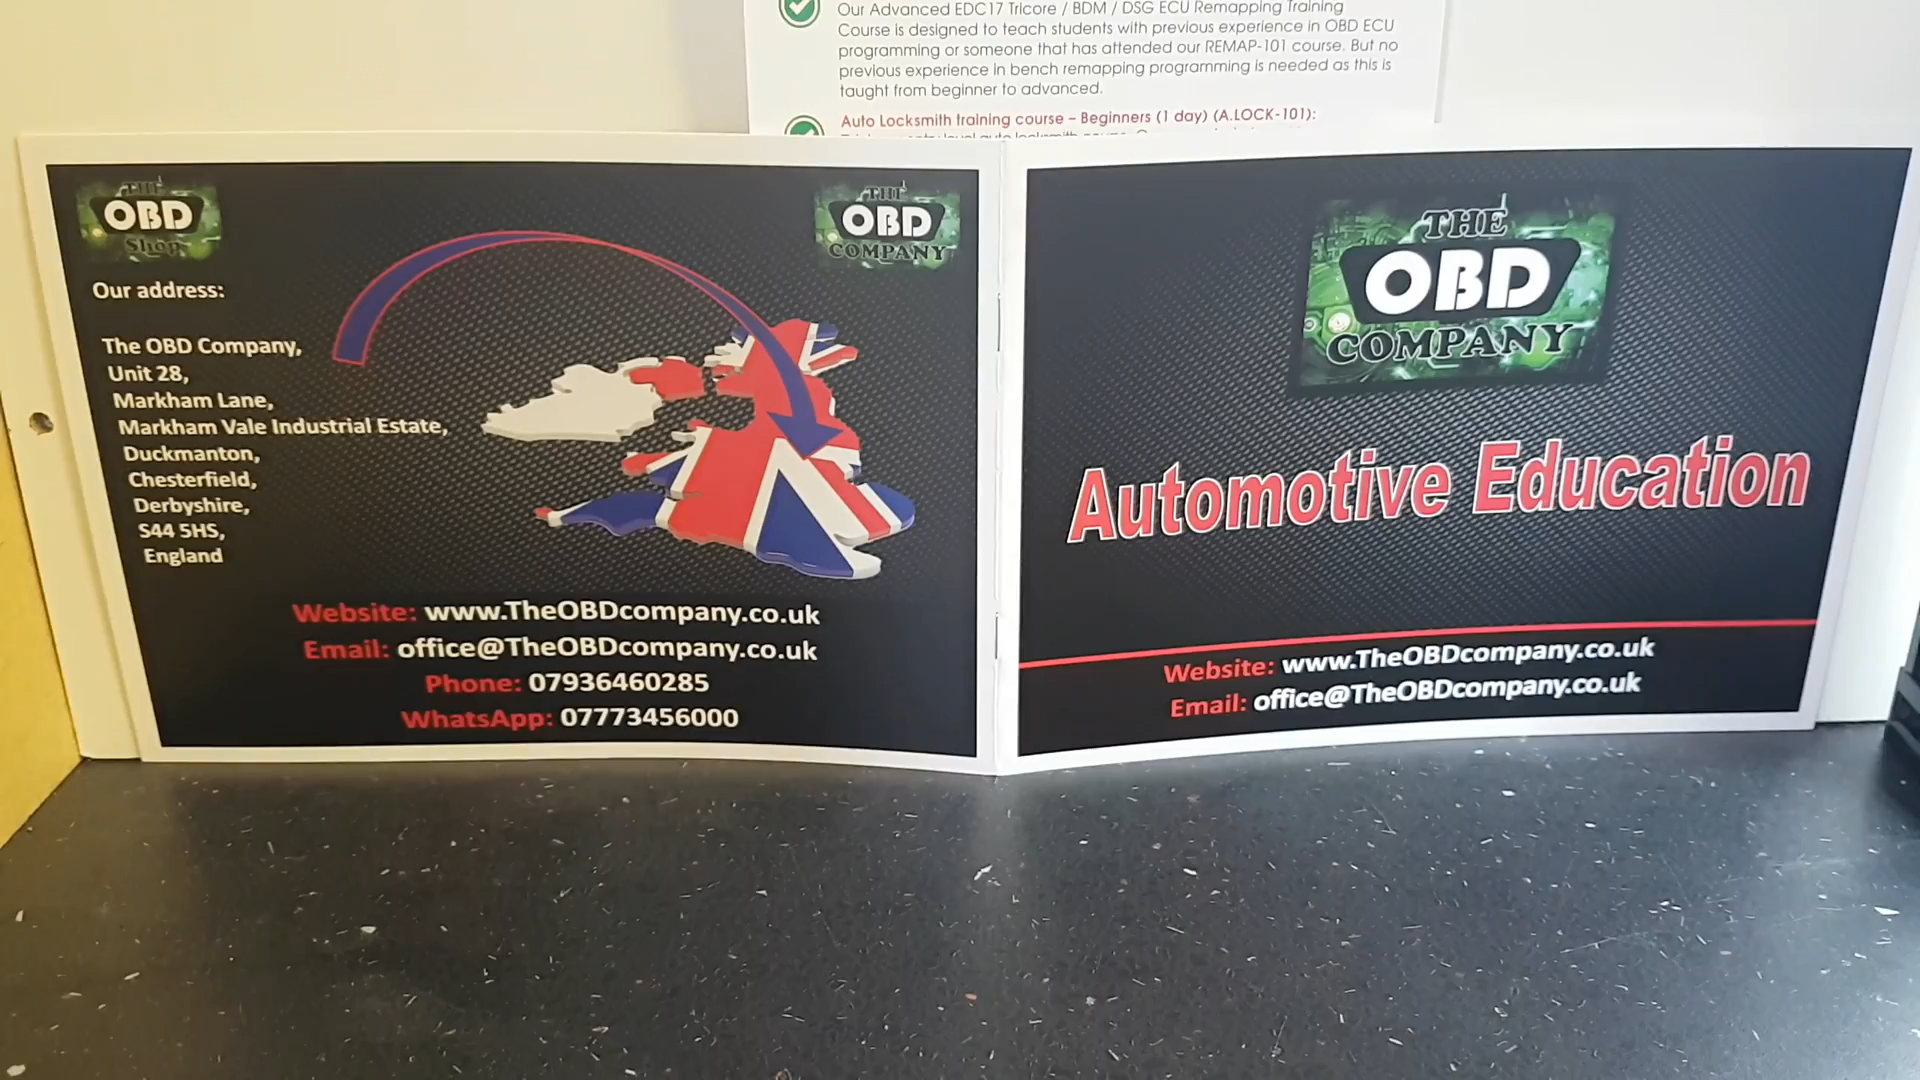 Our Advanced EDC17 Tricore / BDM / DSG ECU Remapping Training
Course is designed to teach students with previous experience in OBD ECU
programming or someone that has attended our REMAP-101 course. But no
previous experience in bench remapping programming is needed as this is
taught from beginner to advanced.
Auto Locksmith training course – Beginners (1 day) (A.LOCK-101):
THE
OBD
Shop
THE
OBD
COMPANY
Our address:
The OBD Company,
Unit 28,
Markham Lane,
Markham Vale Industrial Estate,
Duckmanton,
Chesterfield,
Derbyshire,
S44 5HS,
England
Website: www.TheOBDcompany.co.uk
Email: office@TheOBDcompany.co.uk
Phone: 07936460285
WhatsApp: 07773456000
THE
OBD
COMPANY
Automotive Education
Website: www.TheOBDcompany.co.uk
Email: office@TheOBDcompany.co.uk